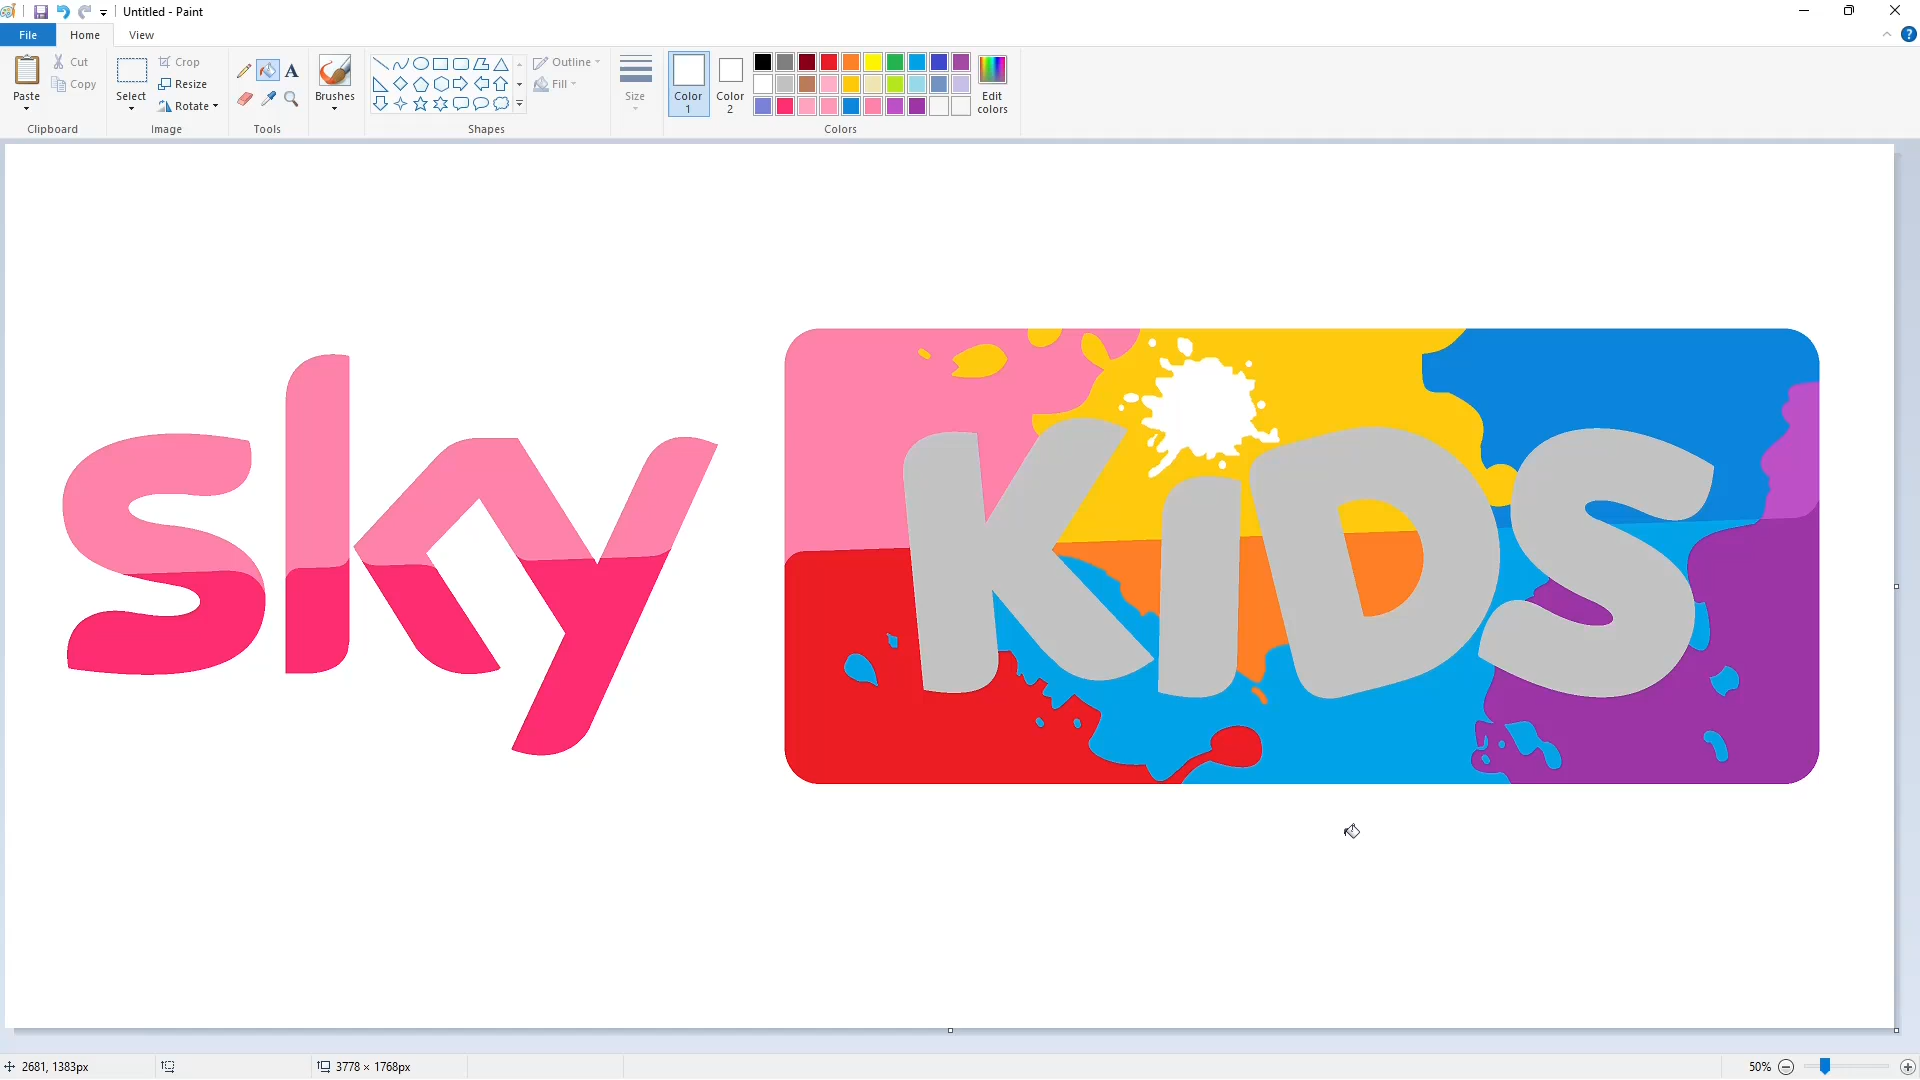 Untitled - Paint
File Home View
Paste
Cut
Copy
Clipboard
Select
Crop
Resize
Rotate
Image
A
Tools
Brushes
Shapes
Outline
Fill
Size
Color 1
Color 2
Edit colors
Colors
sky KiDS
2681, 1383px
3778 × 1768px
50%